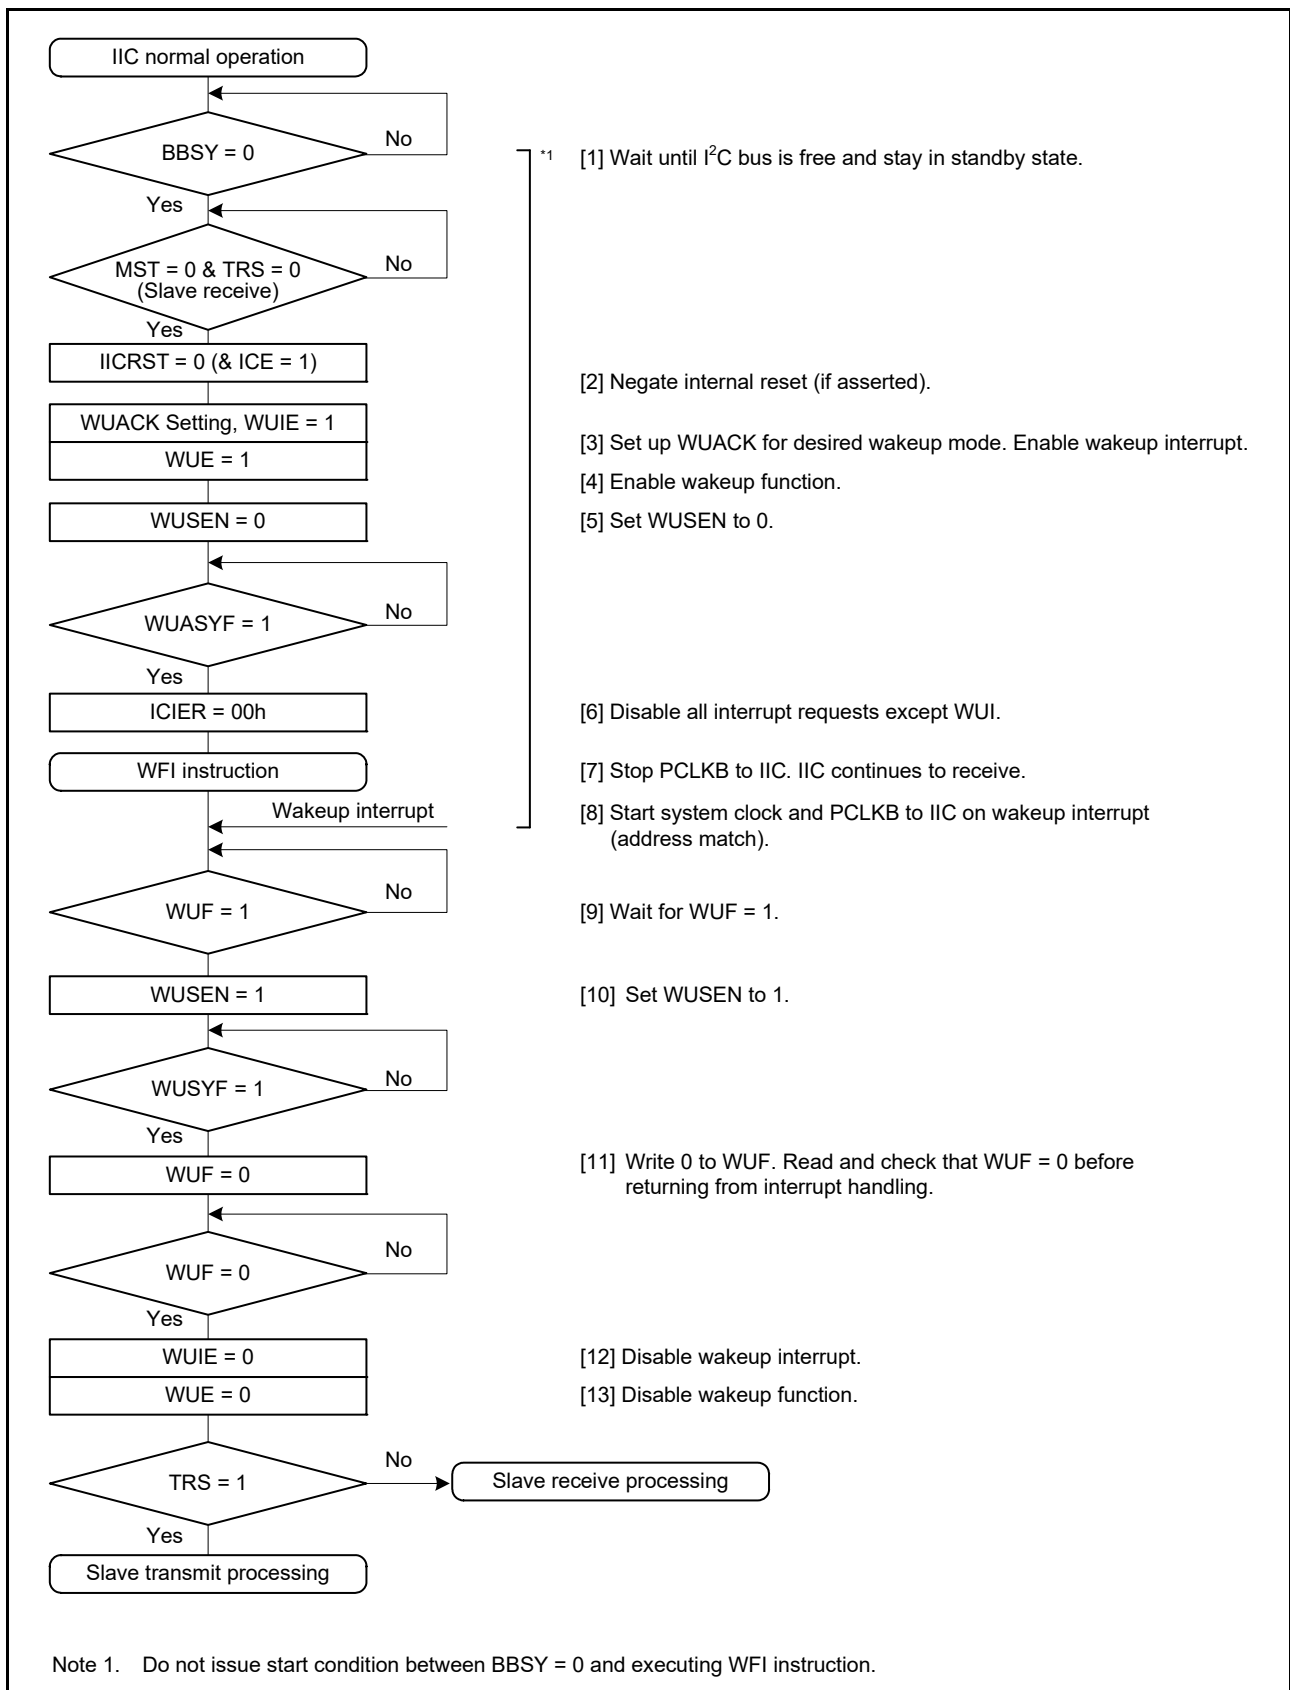 IIC normal operation
No
BBSY = 0
*1 [1] Wait until I²C bus is free and stay in standby state.
Yes
No
MST = 0 & TRS = 0
(Slave receive)
Yes
IICRST = 0 (& ICE = 1)
[2] Negate internal reset (if asserted).
WUACK Setting, WUIE = 1
[3] Set up WUACK for desired wakeup mode. Enable wakeup interrupt.
WUE = 1
[4] Enable wakeup function.
WUSEN = 0
[5] Set WUSEN to 0.
No
WUASYF = 1
Yes
ICIER = 00h
[6] Disable all interrupt requests except WUI.
WFI instruction
[7] Stop PCLKB to IIC. IIC continues to receive.
Wakeup interrupt
[8] Start system clock and PCLKB to IIC on wakeup interrupt
(address match).
No
WUF = 1
[9] Wait for WUF = 1.
WUSEN = 1
[10] Set WUSEN to 1.
No
WUSYF = 1
Yes
WUF = 0
[11] Write 0 to WUF. Read and check that WUF = 0 before
returning from interrupt handling.
No
WUF = 0
Yes
WUIE = 0
[12] Disable wakeup interrupt.
WUE = 0
[13] Disable wakeup function.
No
TRS = 1
Slave receive processing
Yes
Slave transmit processing
Note 1. Do not issue start condition between BBSY = 0 and executing WFI instruction.